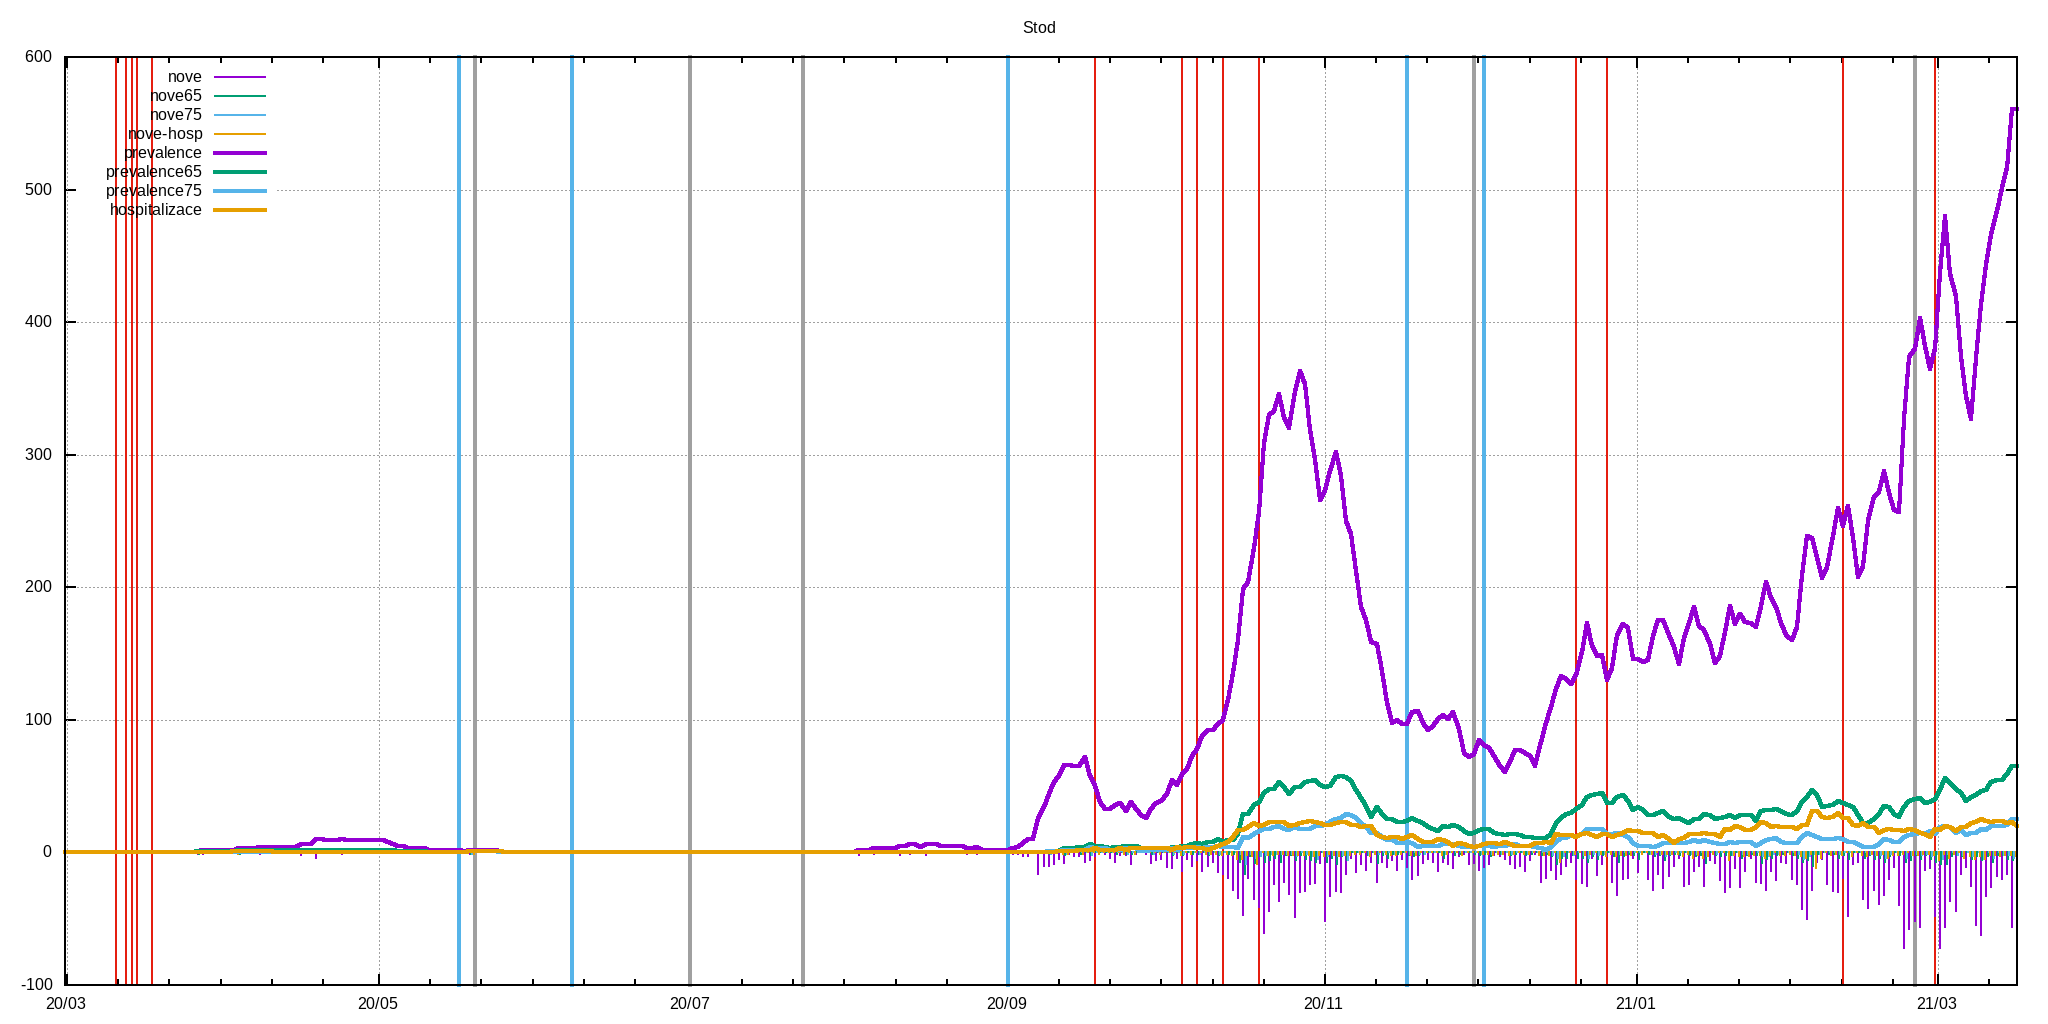 Stod
600
nove
nove65
nove75
nove-hosp
prevalence
prevalence65
prevalence75
hospitalizace
500
400
300
200
100
0
-100
20/03 20/05 20/07 20/09 20/11 21/01 21/03